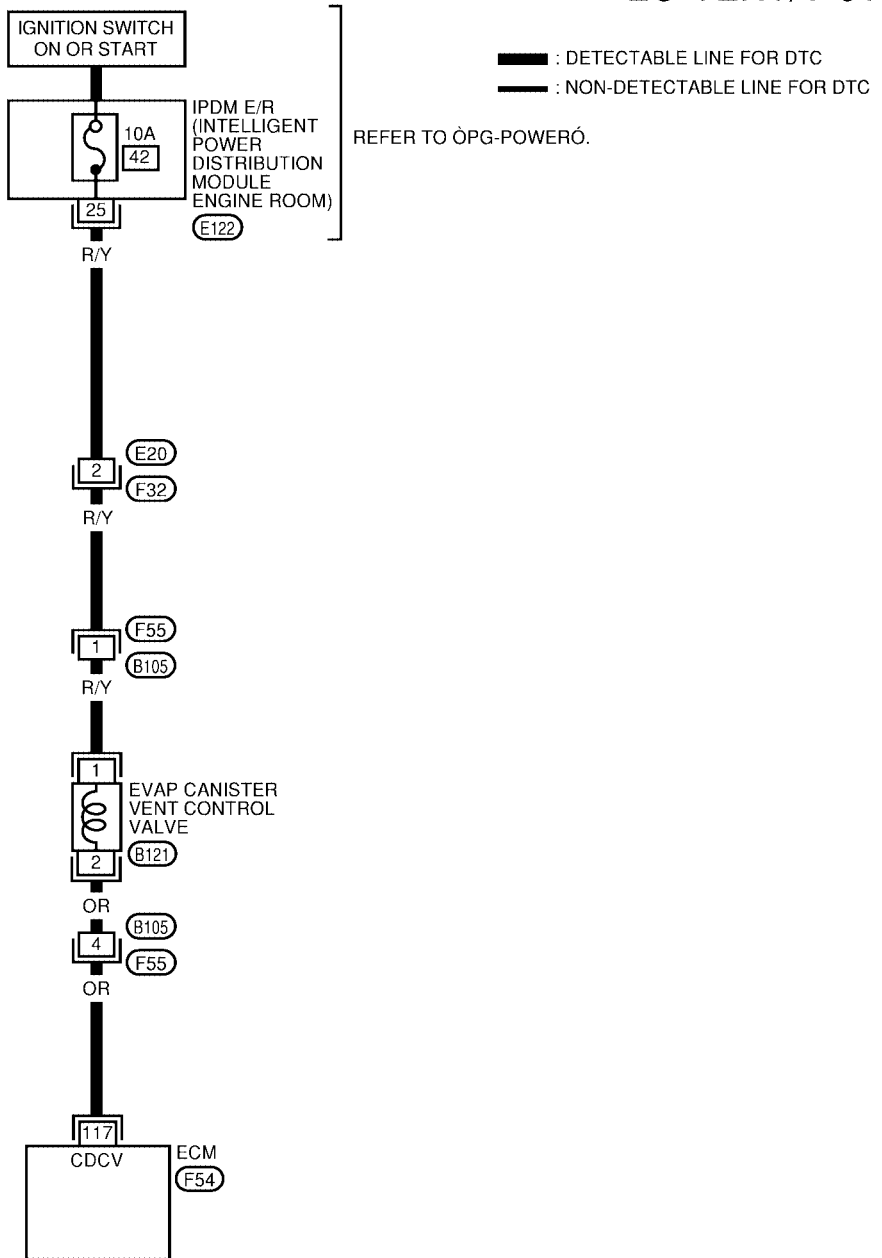 IGNITION SWITCH
ON OR START
: DETECTABLE LINE FOR DTC
: NON-DETECTABLE LINE FOR DTC
10A
42
IPDM E/R
(INTELLIGENT
POWER
DISTRIBUTION
MODULE
ENGINE ROOM)
E122
REFER TO ÒPG-POWERÓ.
25
R/Y
E20
2
F32
R/Y
F55
1
B105
R/Y
1
EVAP CANISTER
VENT CONTROL
VALVE
B121
2
OR
B105
4
F55
OR
117
CDCV
ECM
F54